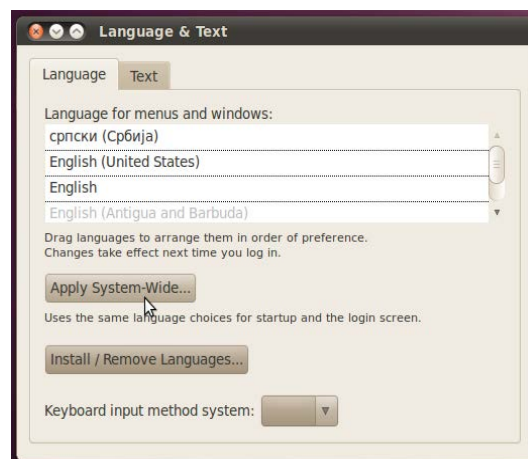 Language & Text
Language Text
Language for menus and windows:
српски (Србија)
English (United States)
English
English (Antigua and Barbuda)
Drag languages to arrange them in order of preference.
Changes take effect next time you log in.
Apply System-Wide...
Uses the same language choices for startup and the login screen.
Install / Remove Languages...
Keyboard input method system: